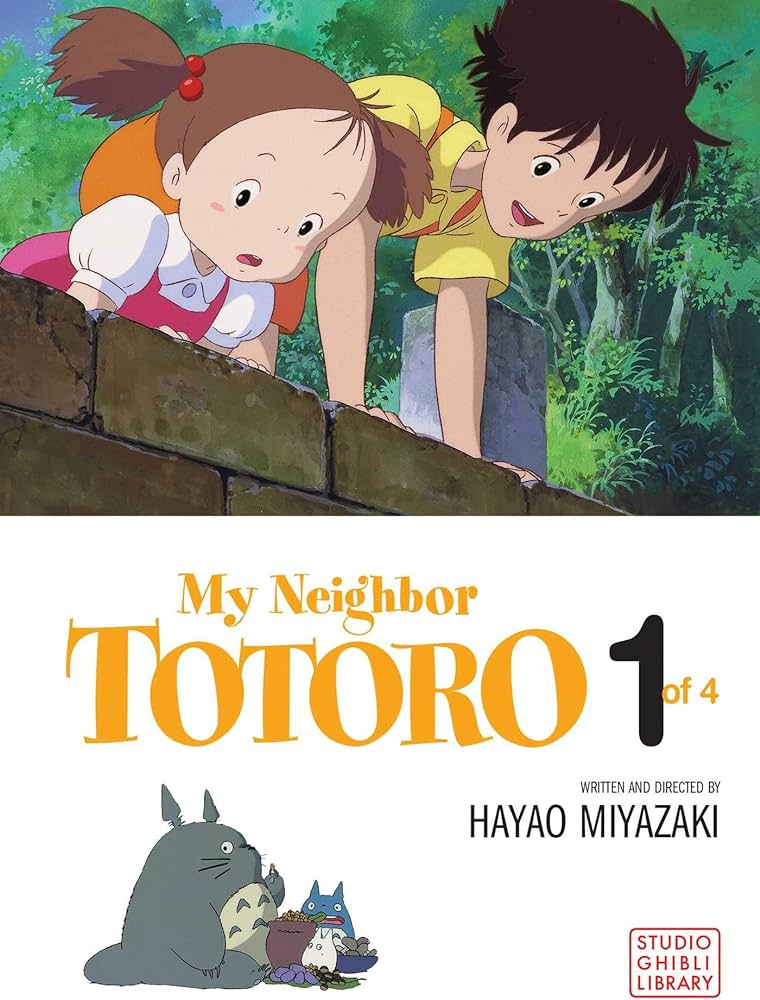 My Neighbor
TOTORO 1 of 4
WRITTEN AND DIRECTED BY
HAYAO MIYAZAKI
STUDIO
GHIBLI
LIBRARY